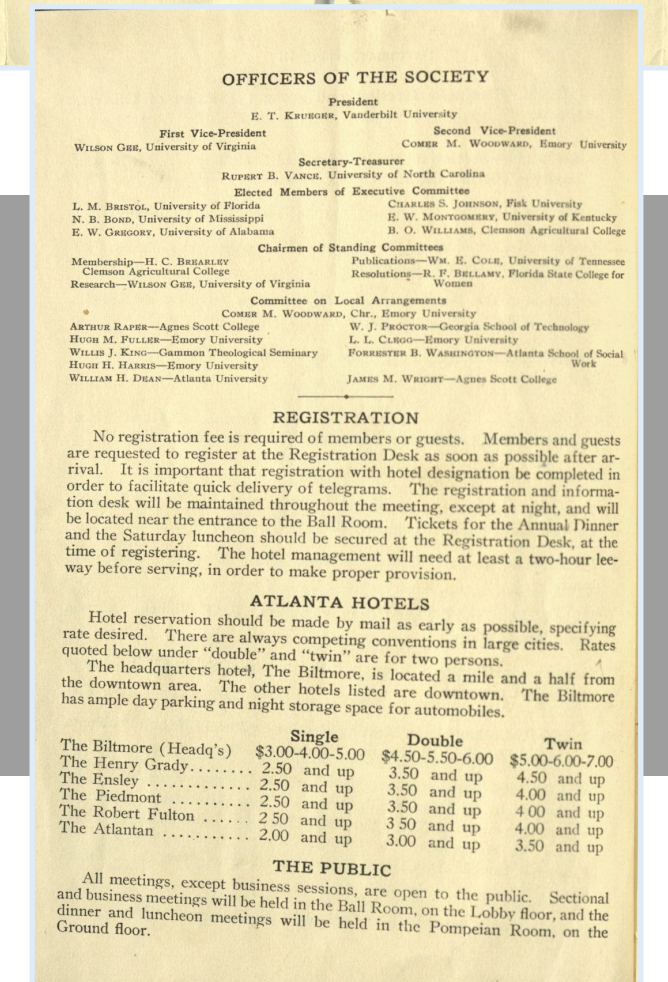 OFFICERS OF THE SOCIETY
President
E. T. KRUEGER, Vanderbilt University
First Vice-President
WILSON GEE, University of Virginia
Second Vice-President
COMER M. WOODWARD, Emory University
Secretary-Treasurer
RUPERT B. VANCE, University of North Carolina
Elected Members of Executive Committee
L. M. BRISTOL, University of Florida
N. B. BOND, University of Mississippi
E. W. GREGORY, University of Alabama
CHARLES S. JOHNSON, Fisk University
E. W. MONTGOMERY, University of Kentucky
B. O. WILLIAMS, Clemson Agricultural College
Chairmen of Standing Committees
Membership—H. C. BREARLEY
Clemson Agricultural College
Research—WILSON GEE, University of Virginia
Publications—WM. E. COLE, University of Tennessee
Resolutions—R. F. BELLAMY, Florida State College for
Women
Committee on Local Arrangements
COMER M. WOODWARD, Chr., Emory University
ARTHUR RAPER—Agnes Scott College
HUGH M. FULLER—Emory University
WILLIS J. KING—Gammon Theological Seminary
HUGH H. HARRIS—Emory University
WILLIAM H. DEAN—Atlanta University
W. J. PROCTOR—Georgia School of Technology
L. L. CLEGG—Emory University
FORRESTER B. WASHINGTON—Atlanta School of Social
Work
JAMES M. WRIGHT—Agnes Scott College
REGISTRATION
No registration fee is required of members or guests. Members and guests
are requested to register at the Registration Desk as soon as possible after ar-
rival. It is important that registration with hotel designation be completed in
order to facilitate quick delivery of telegrams. The registration and informa-
tion desk will be maintained throughout the meeting, except at night, and will
be located near the entrance to the Ball Room. Tickets for the Annual Dinner
and the Saturday luncheon should be secured at the Registration Desk, at the
time of registering. The hotel management will need at least a two-hour lee-
way before serving, in order to make proper provision.
ATLANTA HOTELS
Hotel reservation should be made by mail as early as possible, specifying
rate desired. There are always competing conventions in large cities. Rates
quoted below under "double" and "twin" are for two persons.
The headquarters hotel, The Biltmore, is located a mile and a half from
the downtown area. The other hotels listed are downtown. The Biltmore
has ample day parking and night storage space for automobiles.
Single Double Twin
The Biltmore (Headq's) $3.00-4.00-5.00 $4.50-5.50-6.00 $5.00-6.00-7.00
The Henry Grady........ 2.50 and up 3.50 and up 4.50 and up
The Ensley ............ 2.50 and up 3.50 and up 4.00 and up
The Piedmont .......... 2.50 and up 3.50 and up 4 00 and up
The Robert Fulton ...... 2 50 and up 3 50 and up 4.00 and up
The Atlantan ........... 2.00 and up 3.00 and up 3.50 and up
THE PUBLIC
All meetings, except business sessions, are open to the public. Sectional
and business meetings will be held in the Ball Room, on the Lobby floor, and the
dinner and luncheon meetings will be held in the Pompeian Room, on the
Ground floor.